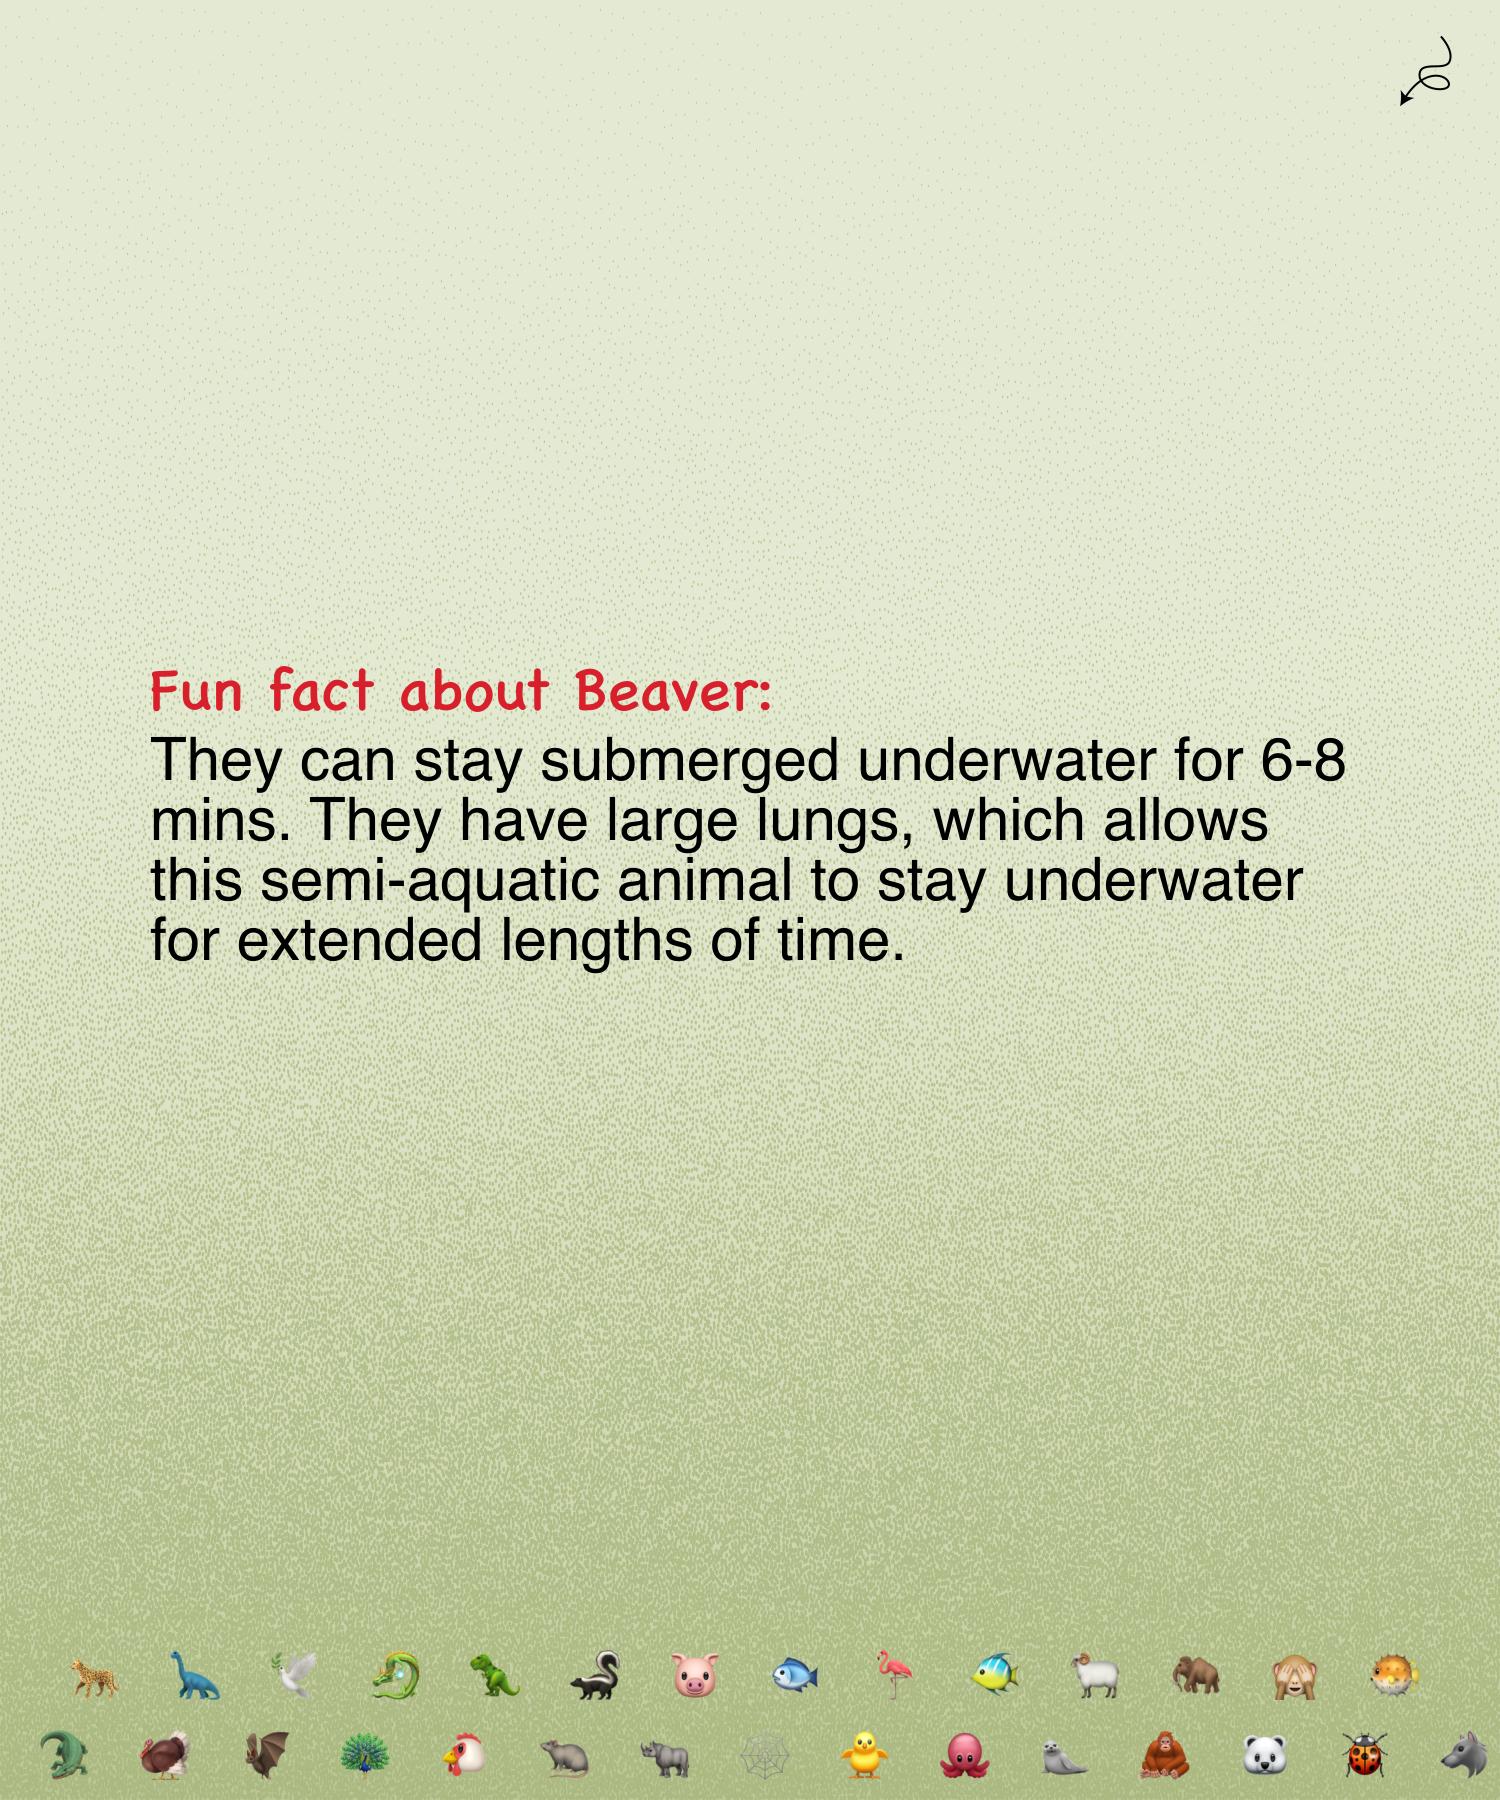 Fun fact about Beaver:
They can stay submerged underwater for 6-8
mins. They have large lungs, which allows
this semi-aquatic animal to stay underwater
for extended lengths of time.